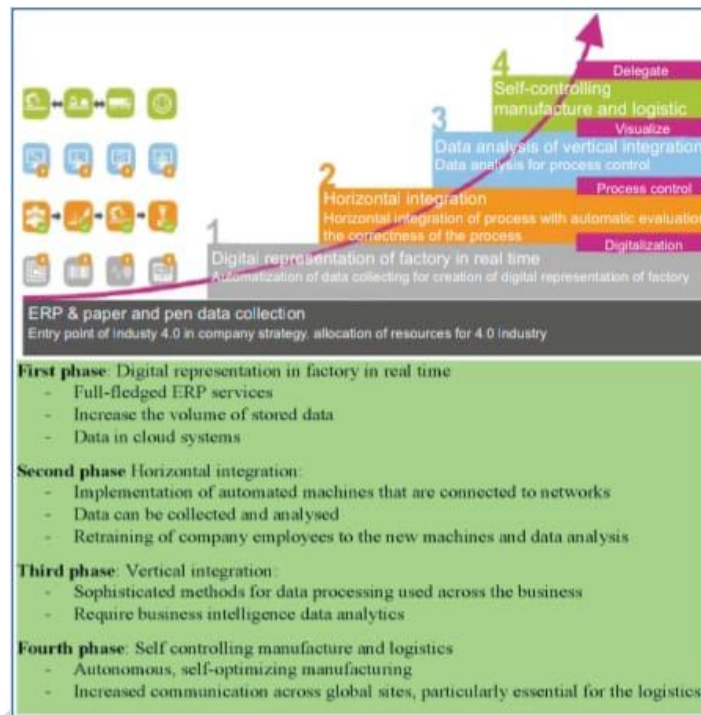 4
Delegate
Self-controlling
manufacture and logistic
3
Visualize
Data analysis of vertical integration
Data analysis for process control
2
Process control
Horizontal integration
Horizontal integration of process with automatic evaluation
the correctness of the process
1
Digitalization
Digital representation of factory in real time
Automatization of data collecting for creation of digital representation of factory
ERP & paper and pen data collection
Entry point of Industy 4.0 in company strategy, allocation of resources for 4.0 Industry
First phase: Digital representation in factory in real time
- Full-fledged ERP services
- Increase the volume of stored data
- Data in cloud systems
Second phase Horizontal integration:
- Implementation of automated machines that are connected to networks
- Data can be collected and analysed
- Retraining of company employees to the new machines and data analysis
Third phase: Vertical integration:
- Sophisticated methods for data processing used across the business
- Require business intelligence data analytics
Fourth phase: Self controlling manufacture and logistics
- Autonomous, self-optimizing manufacturing
- Increased communication across global sites, particularly essential for the logistics